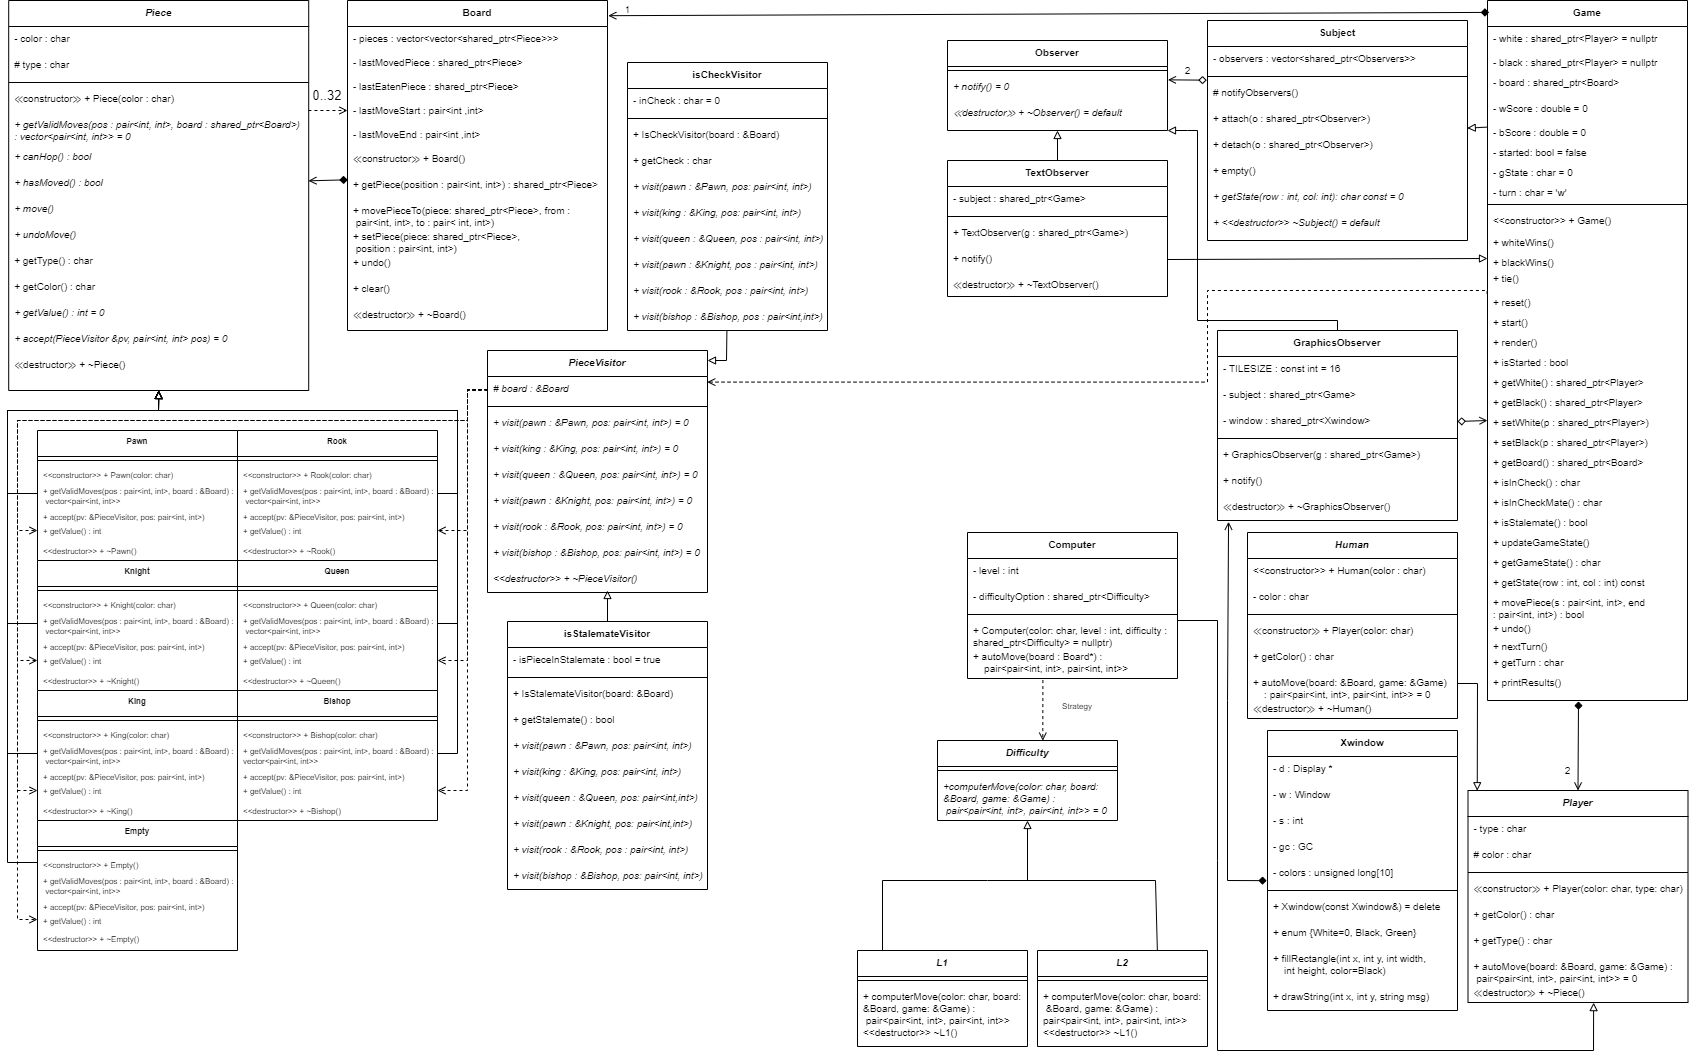 Piece
- color : char
# type : char
≪constructor≫ + Piece(color : char)
+ getValidMoves(pos : pair<int, int>, board : shared_ptr<Board>)
: vector<pair<int, int>> = 0
+ canHop() : bool
+ hasMoved() : bool
+ move()
+ undoMove()
+ getType() : char
+ getColor() : char
+ getValue() : int = 0
+ accept(PieceVisitor &pv, pair<int, int> pos) = 0
≪destructor≫ + ~Piece()
0..32
Board
- pieces : vector<vector<shared_ptr<Piece>>>
- lastMovedPiece : shared_ptr<Piece>
- lastEatenPiece : shared_ptr<Piece>
- lastMoveStart : pair<int ,int>
- lastMoveEnd : pair<int ,int>
≪constructor≫ + Board()
+ getPiece(position : pair<int, int>) : shared_ptr<Piece>
+ movePieceTo(piece: shared_ptr<Piece>, from :
pair<int, int>, to : pair< int, int>)
+ setPiece(piece: shared_ptr<Piece>,
position : pair<int, int>)
+ undo()
+ clear()
≪destructor≫ + ~Board()
1
isCheckVisitor
- inCheck : char = 0
+ IsCheckVisitor(board : &Board)
+ getCheck : char
+ visit(pawn : &Pawn, pos: pair<int, int>)
+ visit(king : &King, pos: pair<int, int>)
+ visit(queen : &Queen, pos : pair<int, int>)
+ visit(pawn : &Knight, pos : pair<int, int>)
+ visit(rook : &Rook, pos : pair<int, int>)
+ visit(bishop : &Bishop, pos : pair<int,int>)
Observer
+ notify() = 0
≪destructor≫ + ~Observer() = default
2
Subject
- observers : vector<shared_ptr<Observers>>
# notifyObservers()
+ attach(o : shared_ptr<Observer>)
+ detach(o : shared_ptr<Observer>)
+ empty()
+ getState(row : int, col: int): char const = 0
+ <<destructor>> ~Subject() = default
TextObserver
- subject : shared_ptr<Game>
+ TextObserver(g : shared_ptr<Game>)
+ notify()
≪destructor≫ + ~TextObserver()
Game
- white : shared_ptr<Player> = nullptr
- black : shared_ptr<Player> = nullptr
- board : shared_ptr<Board>
- wScore : double = 0
- bScore : double = 0
- started: bool = false
- gState : char = 0
- turn : char = 'w'
≪constructor≫ + Game()
+ whiteWins()
+ blackWins()
+ tie()
+ reset()
+ start()
+ render()
+ isStarted : bool
+ getWhite() : shared_ptr<Player>
+ getBlack() : shared_ptr<Player>
+ setWhite(p : shared_ptr<Player>)
+ setBlack(p : shared_ptr<Player>)
+ getBoard() : shared_ptr<Board>
+ isInCheck() : char
+ isInCheckMate() : char
+ isStalemate() : bool
+ updateGameState()
+ getGameState() : char
+ getState(row : int, col : int) const
+ movePiece(s : pair<int, int>, end
: pair<int, int>) : bool
+ undo()
+ nextTurn()
+ getTurn : char
+ printResults()
GraphicsObserver
- TILESIZE : const int = 16
- subject : shared_ptr<Game>
- window : shared_ptr<Xwindow>
+ GraphicsObserver(g : shared_ptr<Game>)
+ notify()
≪destructor≫ + ~GraphicsObserver()
PieceVisitor
# board : &Board
+ visit(pawn : &Pawn, pos: pair<int, int>) = 0
+ visit(king : &King, pos: pair<int, int>) = 0
+ visit(queen : &Queen, pos: pair<int, int>) = 0
+ visit(pawn : &Knight, pos: pair<int, int>) = 0
+ visit(rook : &Rook, pos: pair<int, int>) = 0
+ visit(bishop : &Bishop, pos: pair<int, int>) = 0
<<destructor>> + ~PieceVisitor()
Pawn
<<constructor>> + Pawn(color: char)
+ getValidMoves(pos : pair<int, int>, board : &Board) :
vector<pair<int, int>>
+ accept(pv: &PieceVisitor, pos: pair<int, int>)
+ getValue() : int
<<destructor>> + ~Pawn()
Rook
<<constructor>> + Rook(color: char)
+ getValidMoves(pos : pair<int, int>, board : &Board) :
vector<pair<int, int>>
+ accept(pv: &PieceVisitor, pos: pair<int, int>)
+ getValue() : int
<<destructor>> + ~Rook()
Knight
<<constructor>> + Knight(color: char)
+ getValidMoves(pos : pair<int, int>, board : &Board) :
vector<pair<int, int>>
+ accept(pv: &PieceVisitor, pos: pair<int, int>)
+ getValue() : int
<<destructor>> + ~Knight()
Queen
<<constructor>> + Queen(color: char)
+ getValidMoves(pos : pair<int, int>, board : &Board) :
vector<pair<int, int>>
+ accept(pv: &PieceVisitor, pos: pair<int, int>)
+ getValue() : int
<<destructor>> + ~Queen()
King
<<constructor>> + King(color: char)
+ getValidMoves(pos : pair<int, int>, board : &Board) :
vector<pair<int, int>>
+ accept(pv: &PieceVisitor, pos: pair<int, int>)
+ getValue() : int
<<destructor>> + ~King()
Bishop
<<constructor>> + Bishop(color: char)
+ getValidMoves(pos : pair<int, int>, board : &Board) :
vector<pair<int, int>>
+ accept(pv: &PieceVisitor, pos: pair<int, int>)
+ getValue() : int
<<destructor>> + ~Bishop()
Empty
<<constructor>> + Empty()
+ getValidMoves(pos : pair<int, int>, board : &Board) :
vector<pair<int, int>>
+ accept(pv: &PieceVisitor, pos: pair<int, int>)
+ getValue() : int
<<destructor>> + ~Empty()
isStalemateVisitor
- isPieceInStalemate : bool = true
+ IsStalemateVisitor(board: &Board)
+ getStalemate() : bool
+ visit(pawn : &Pawn, pos: pair<int, int>)
+ visit(king : &King, pos: pair<int, int>)
+ visit(queen : &Queen, pos: pair<int,int>)
+ visit(pawn : &Knight, pos: pair<int,int>)
+ visit(rook : &Rook, pos : pair<int, int>)
+ visit(bishop : &Bishop, pos: pair<int, int>)
Computer
- level : int
- difficultyOption : shared_ptr<Difficulty>
+ Computer(color: char, level : int, difficulty :
shared_ptr<Difficulty> = nullptr)
+ autoMove(board : Board*) :
pair<pair<int, int>, pair<int, int>>
Strategy
Difficulty
+computerMove(color: char, board:
&Board, game: &Game) :
pair<pair<int, int>, pair<int, int>> = 0
L1
+ computerMove(color: char, board:
&Board, game: &Game) :
pair<pair<int, int>, pair<int, int>>
<<destructor>> ~L1()
L2
+ computerMove(color: char, board:
&Board, game: &Game) :
pair<pair<int, int>, pair<int, int>>
<<destructor>> ~L1()
Human
<<constructor>> + Human(color : char)
- color : char
≪constructor≫ + Player(color: char)
+ getColor() : char
+ autoMove(board: &Board, game: &Game)
: pair<pair<int, int>, pair<int, int>> = 0
≪destructor≫ + ~Human()
Xwindow
- d : Display *
- w : Window
- s : int
- gc : GC
- colors : unsigned long[10]
+ Xwindow(const Xwindow&) = delete
+ enum {White=0, Black, Green}
+ fillRectangle(int x, int y, int width,
int height, color=Black)
+ drawString(int x, int y, string msg)
2
Player
- type : char
# color : char
≪constructor≫ + Player(color: char, type: char)
+ getColor() : char
+ getType() : char
+ autoMove(board: &Board, game: &Game) :
pair<pair<int, int>, pair<int, int>> = 0
≪destructor≫ + ~Piece()